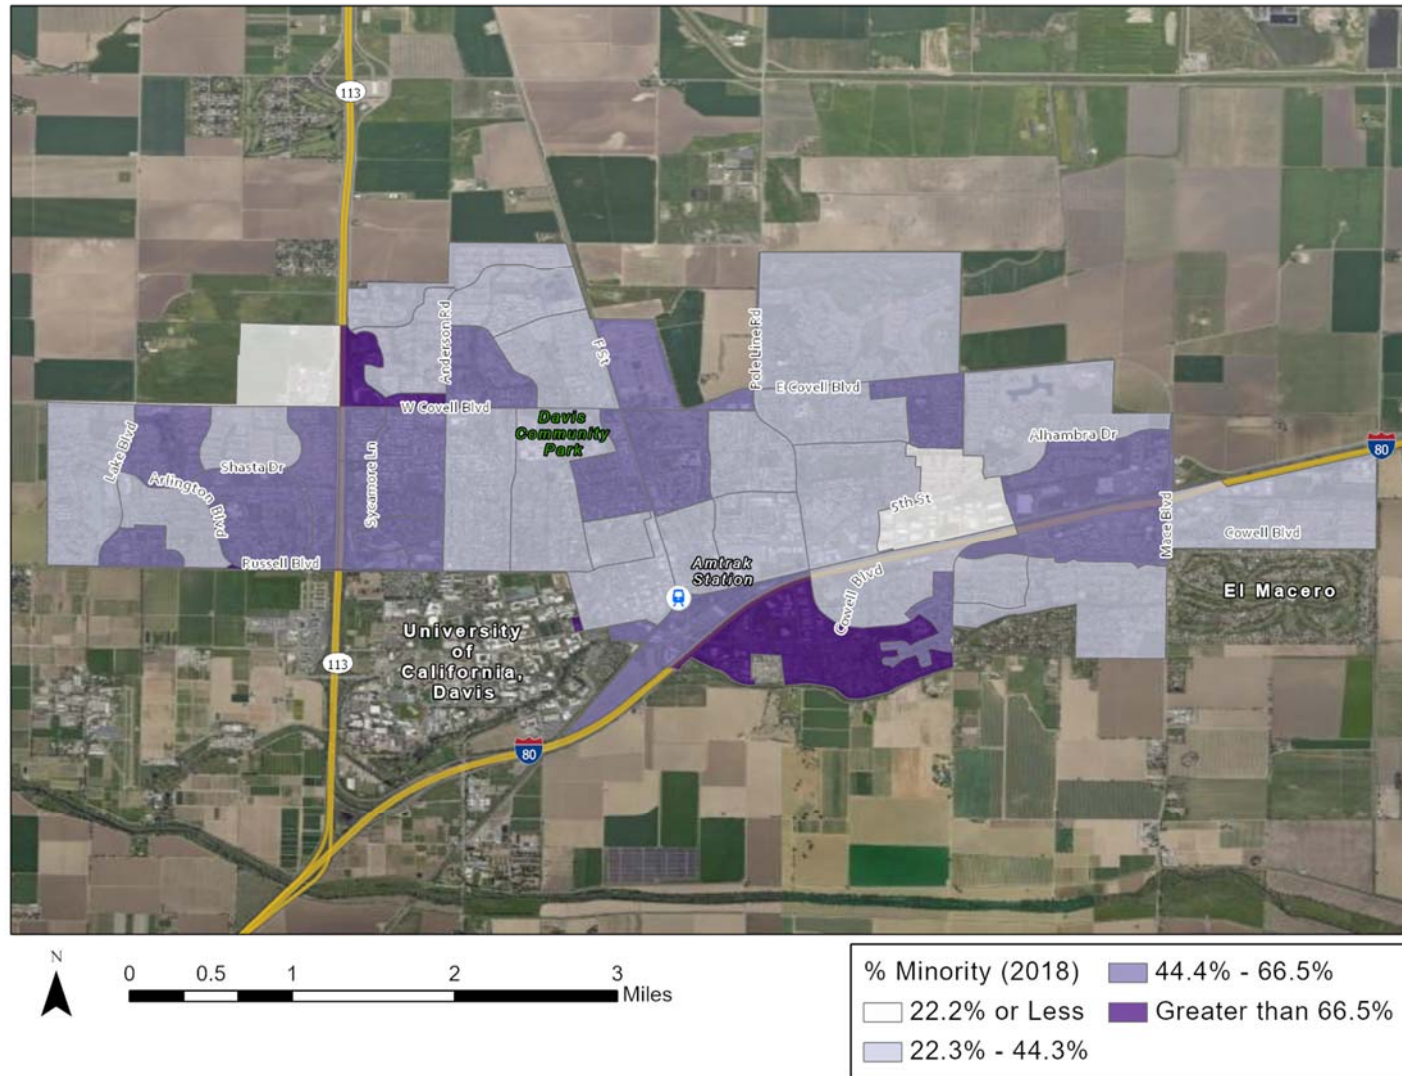 113
F St
Anderson Rd
Pole Line Rd
E Covell Blvd
W Covell Blvd
Davis
Community
Park
Alhambra Dr
80
Lake Blvd
Shasta Dr
Sycamore Ln
Arlington Blvd
5th St
Mace Blvd
Cowell Blvd
Russell Blvd
Amtrak
Station
Cowell Blvd
El Macero
University
of
California,
Davis
113
80
N
0 0.5 1 2 3
Miles
% Minority (2018)
22.2% or Less
22.3% - 44.3%
44.4% - 66.5%
Greater than 66.5%